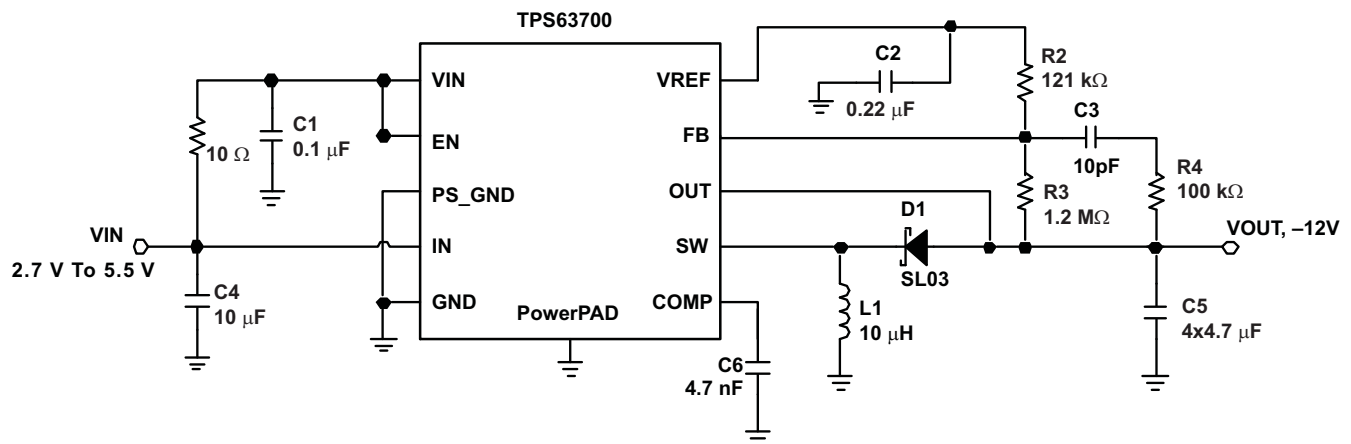 TPS63700
VIN
EN
PS_GND
IN
GND
VREF
FB
OUT
SW
COMP
PowerPAD
10 Ω
C1
0.1 μF
VIN
2.7 V To 5.5 V
C4
10 μF
C2
0.22 μF
R2
121 kΩ
C3
10pF
R4
100 kΩ
R3
1.2 MΩ
D1
SL03
VOUT, –12V
L1
10 μH
C5
4x4.7 μF
C6
4.7 nF